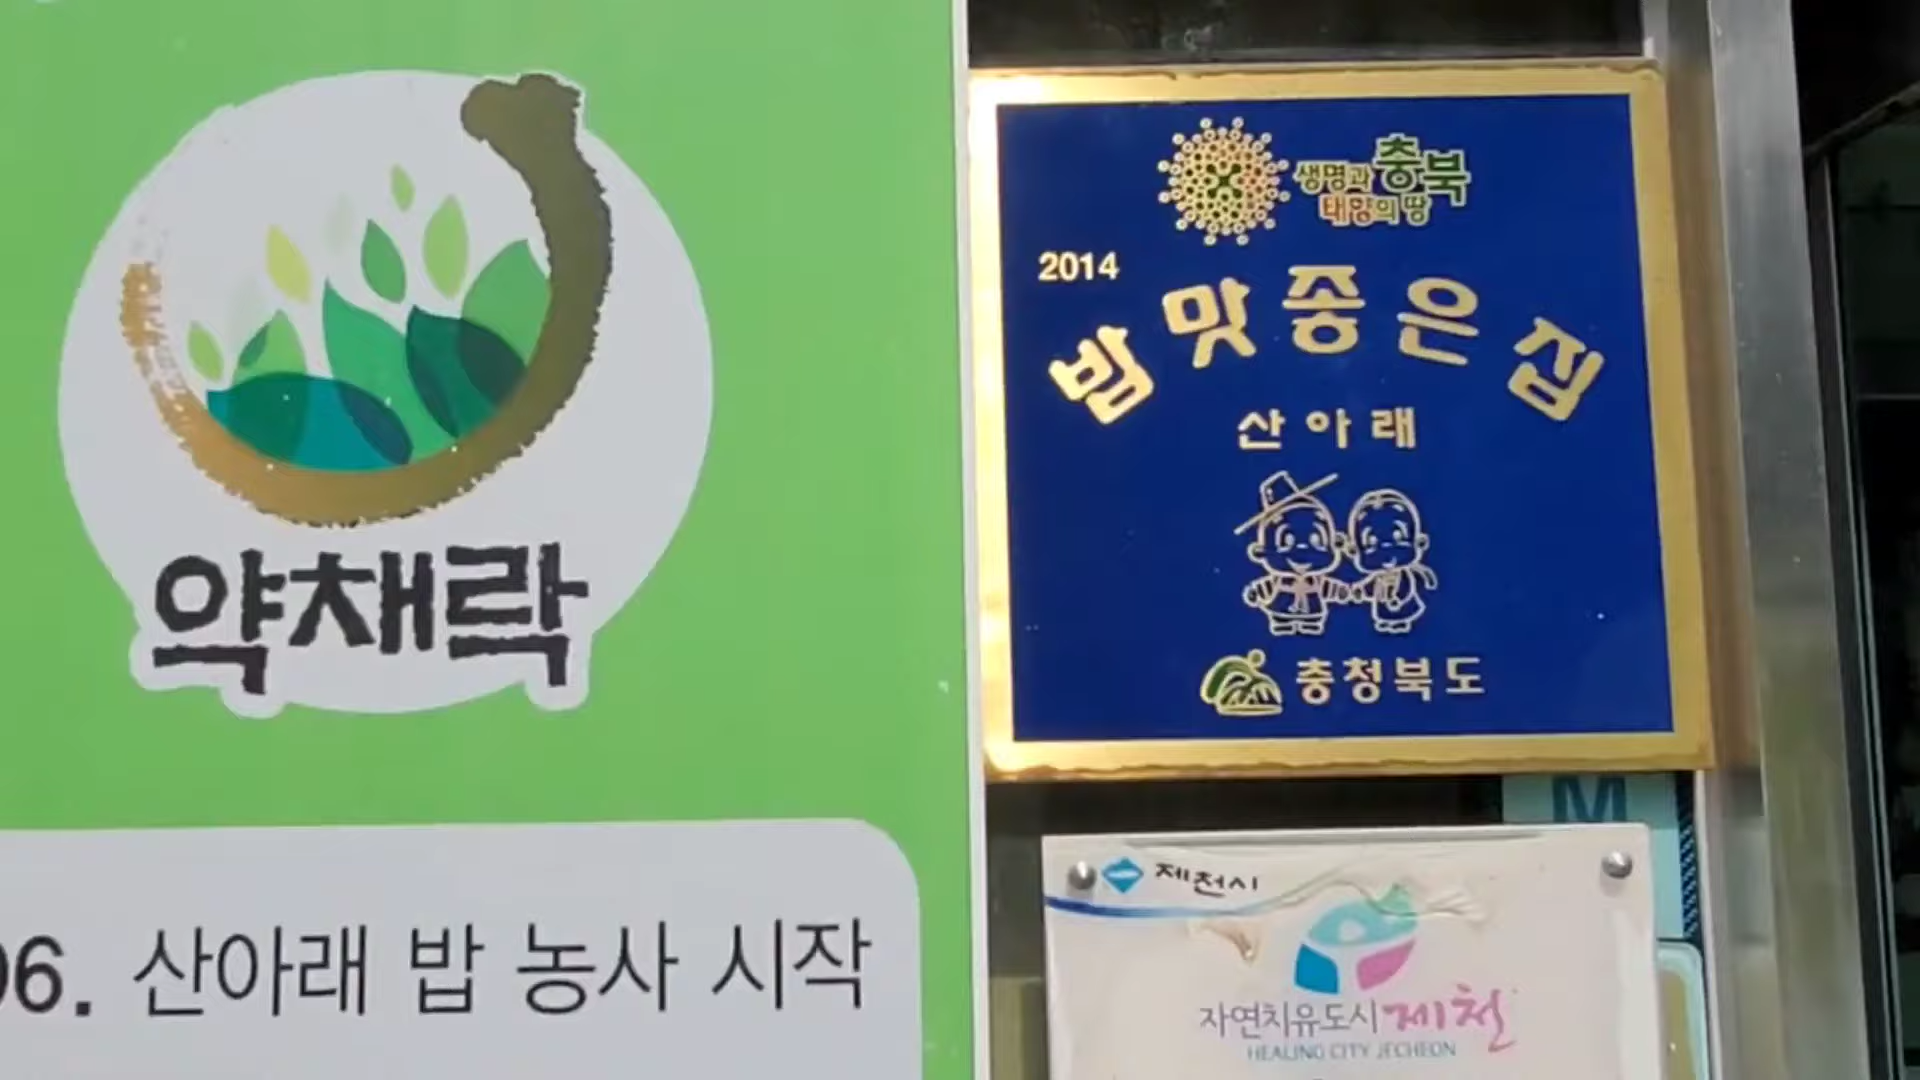 약채락
06. 산아래 밥 농사 시작
생명과 충북
태양의 땅
2014
밥맛좋은집
산아래
충청북도
M
제천시
자연치유도시 제천
HEALING CITY JECHEON